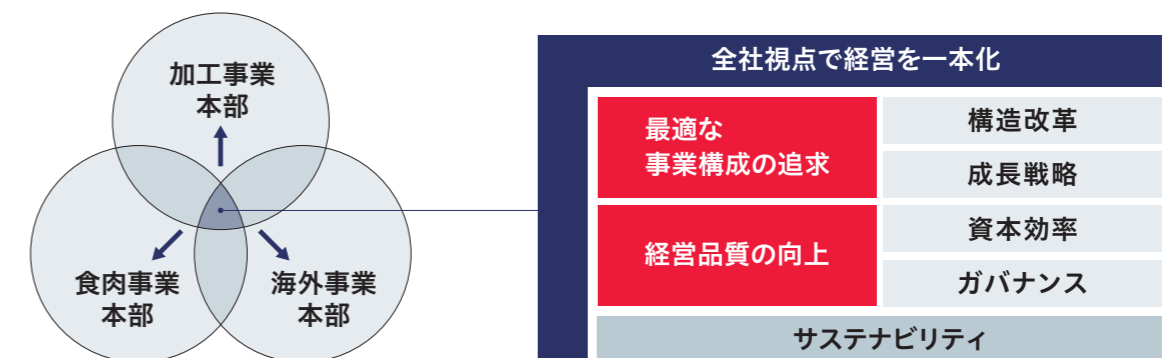 加工事業
本部
食肉事業
本部
海外事業
本部
全社視点で経営を一本化
最適な
事業構成の追求
構造改革
成長戦略
経営品質の向上
資本効率
ガバナンス
サステナビリティ